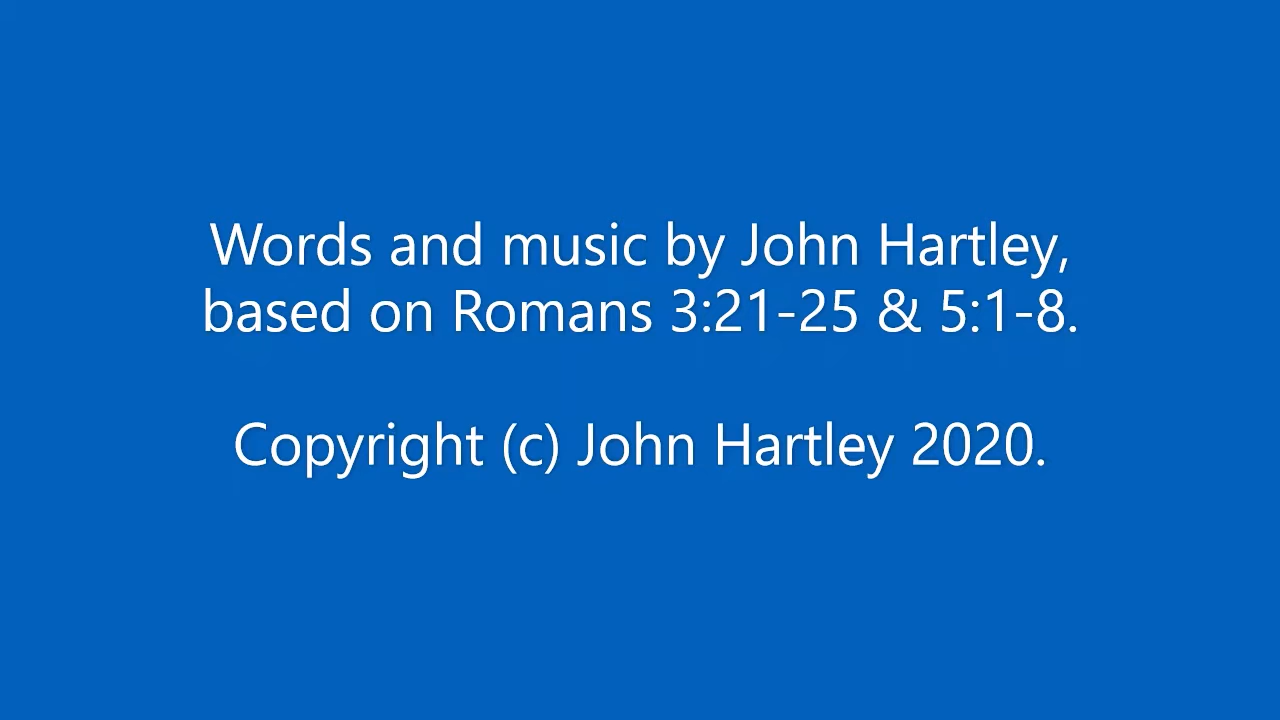 Words and music by John Hartley,
based on Romans 3:21-25 & 5:1-8.
Copyright (c) John Hartley 2020.